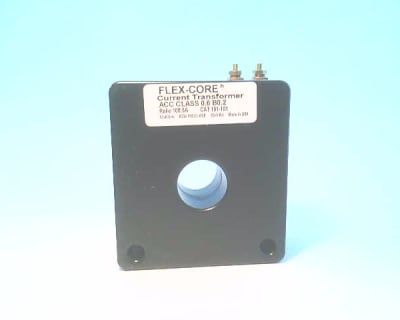 FLEX-CORE®
Current Transformer
ACC CLASS 0.6 B0.2
Ratio 100:5A CAT 191-101